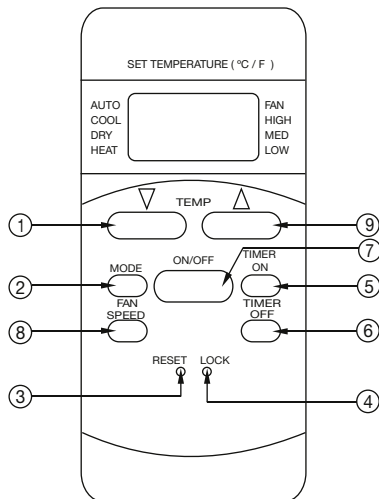 SET TEMPERATURE ( °C / F )
AUTO
COOL
DRY
HEAT
FAN
HIGH
MED
LOW
TEMP
1
9
ON/OFF
7
MODE
TIMER
ON
2
5
FAN
SPEED
TIMER
OFF
8
6
RESET LOCK
3
4